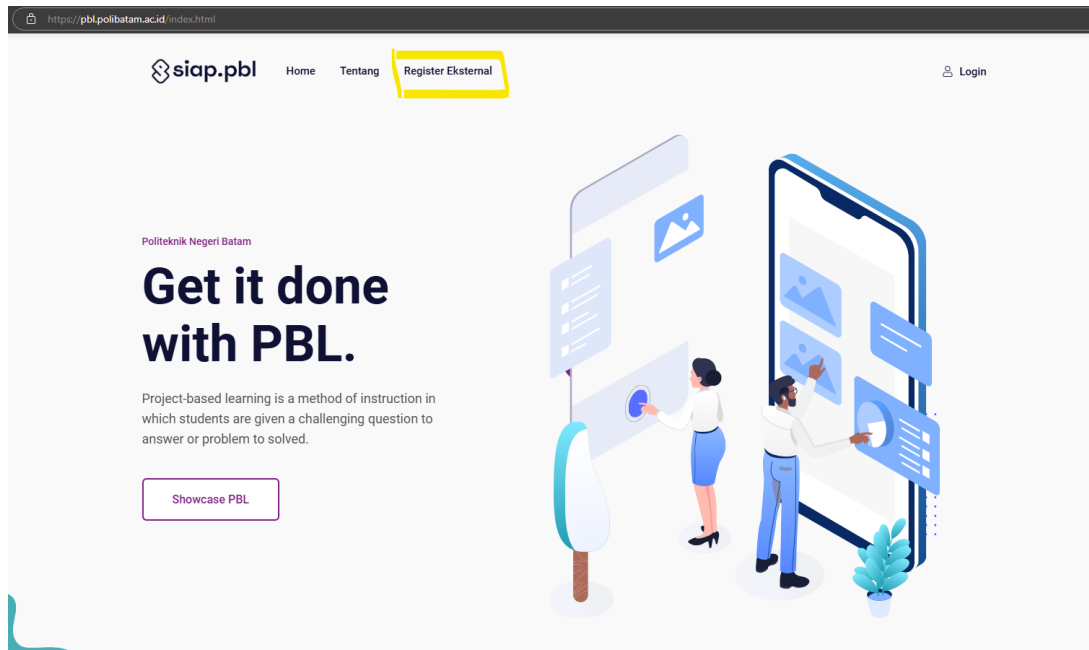 https://pbl.polibatam.ac.id/index.html
siap.pbl Home Tentang Register Eksternal Login
Politeknik Negeri Batam
Get it done
with PBL.
Project-based learning is a method of instruction in
which students are given a challenging question to
answer or problem to solved.
Showcase PBL